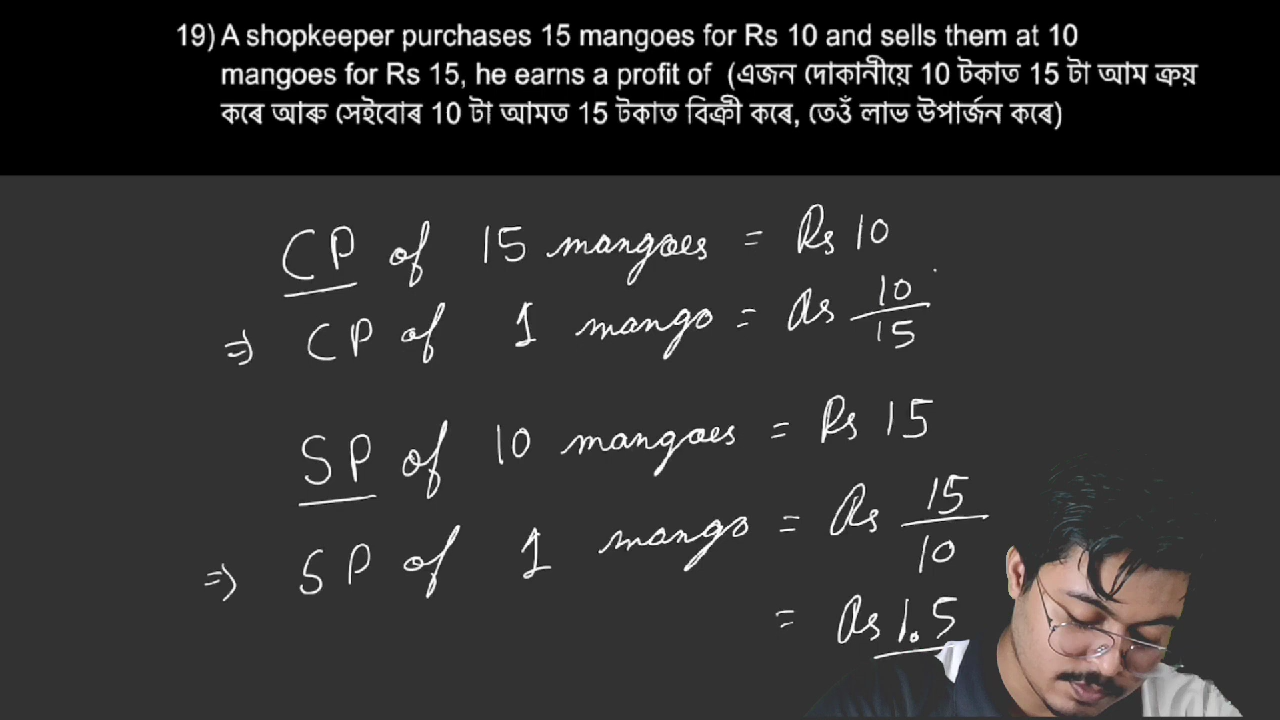 19) A shopkeeper purchases 15 mangoes for Rs 10 and sells them at 10
mangoes for Rs 15, he earns a profit of (এজন দোকানীয়ে 10 টকাত 15 টা আম ক্ৰয়
কৰে আৰু সেইবোৰ 10 টা আমত 15 টকাত বিক্ৰী কৰে, তেওঁ লাভ উপাৰ্জন কৰে)
CP of 15 mangoes = Rs 10
=> CP of 1 mango = Rs 10/15
SP of 10 mangoes = Rs 15
=> SP of 1 mango = Rs 15/10
= Rs 1.5